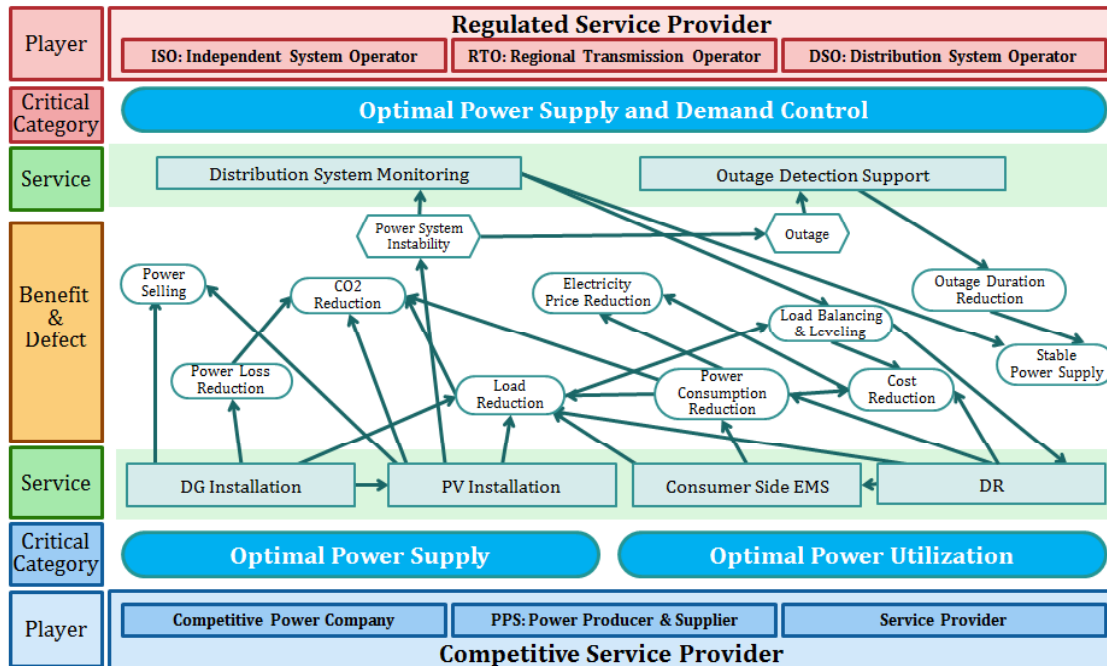 Player
Regulated Service Provider
ISO: Independent System Operator
RTO: Regional Transmission Operator
DSO: Distribution System Operator
Critical
Category
Optimal Power Supply and Demand Control
Service
Distribution System Monitoring
Outage Detection Support
Benefit
&
Defect
Power System
Instability
Outage
Power
Selling
CO2
Reduction
Electricity
Price Reduction
Outage Duration
Reduction
Load Balancing
& Leveling
Stable
Power Supply
Power Loss
Reduction
Load
Reduction
Power
Consumption
Reduction
Cost
Reduction
Service
DG Installation
PV Installation
Consumer Side EMS
DR
Critical
Category
Optimal Power Supply
Optimal Power Utilization
Player
Competitive Power Company
PPS: Power Producer & Supplier
Service Provider
Competitive Service Provider